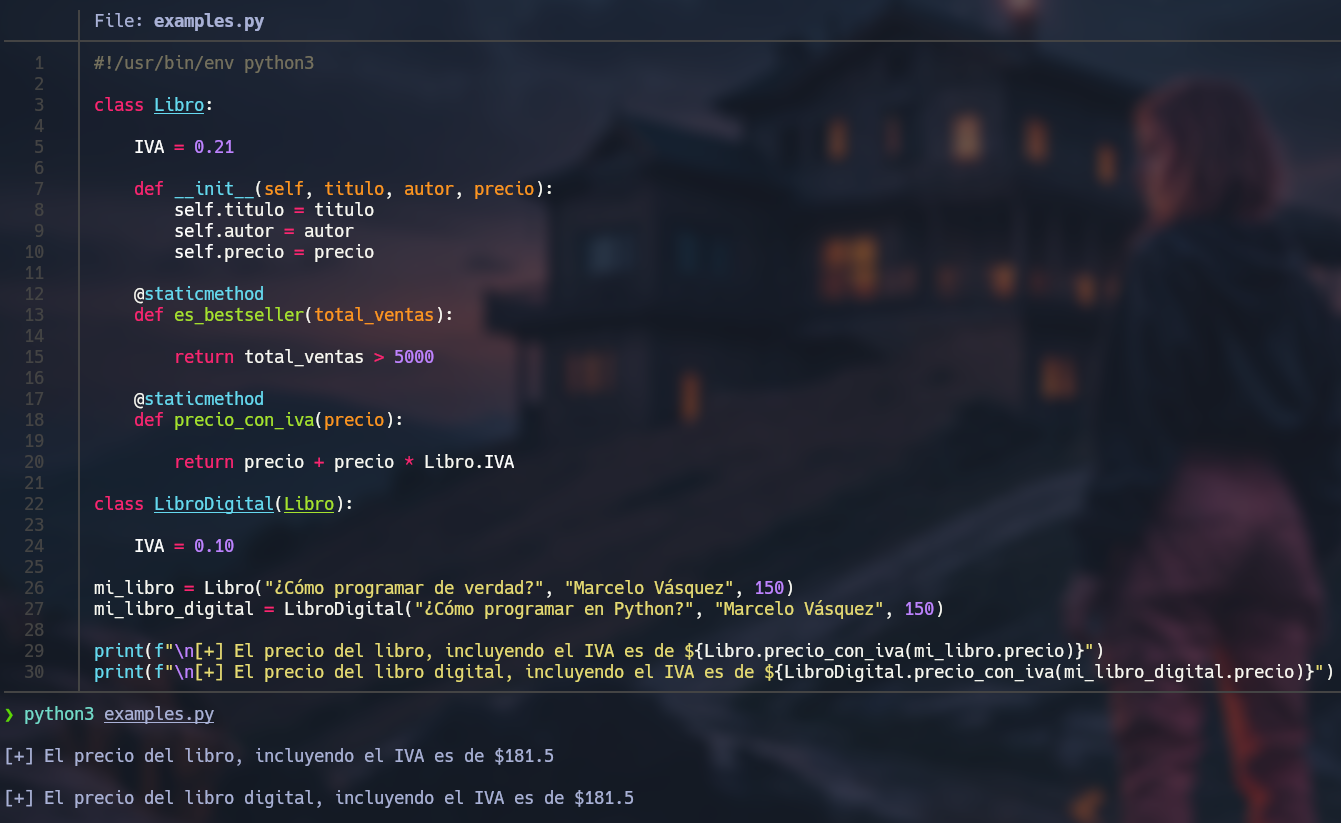 File: examples.py
1 #!/usr/bin/env python3
2
3 class Libro:
4
5     IVA = 0.21
6
7     def __init__(self, titulo, autor, precio):
8         self.titulo = titulo
9         self.autor = autor
10         self.precio = precio
11
12     @staticmethod
13     def es_bestseller(total_ventas):
14
15         return total_ventas > 5000
16
17     @staticmethod
18     def precio_con_iva(precio):
19
20         return precio + precio * Libro.IVA
21
22 class LibroDigital(Libro):
23
24     IVA = 0.10
25
26 mi_libro = Libro("¿Cómo programar de verdad?", "Marcelo Vásquez", 150)
27 mi_libro_digital = LibroDigital("¿Cómo programar en Python?", "Marcelo Vásquez", 150)
28
29 print(f"\n[+] El precio del libro, incluyendo el IVA es de ${Libro.precio_con_iva(mi_libro.precio)}")
30 print(f"\n[+] El precio del libro digital, incluyendo el IVA es de ${LibroDigital.precio_con_iva(mi_libro_digital.precio)}")
❯ python3 examples.py
[+] El precio del libro, incluyendo el IVA es de $181.5
[+] El precio del libro digital, incluyendo el IVA es de $181.5